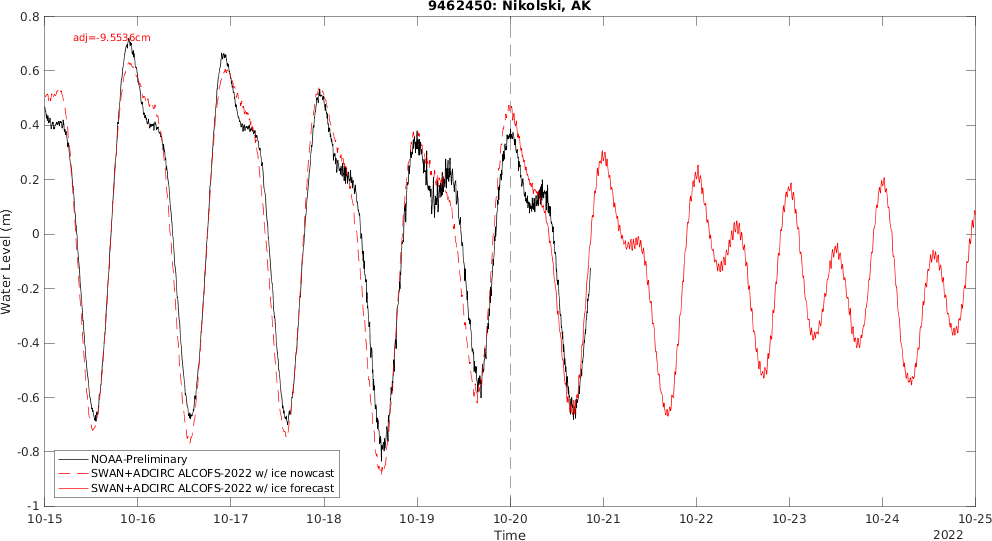 9462450: Nikolski, AK
adj=-9.5536cm
Water Level (m)
0.8
0.6
0.4
0.2
0
-0.2
-0.4
-0.6
-0.8
-1
NOAA-Preliminary
SWAN+ADCIRC ALCOFS-2022 w/ ice nowcast
SWAN+ADCIRC ALCOFS-2022 w/ ice forecast
10-15 10-16 10-17 10-18 10-19 10-20 10-21 10-22 10-23 10-24 10-25
Time
2022